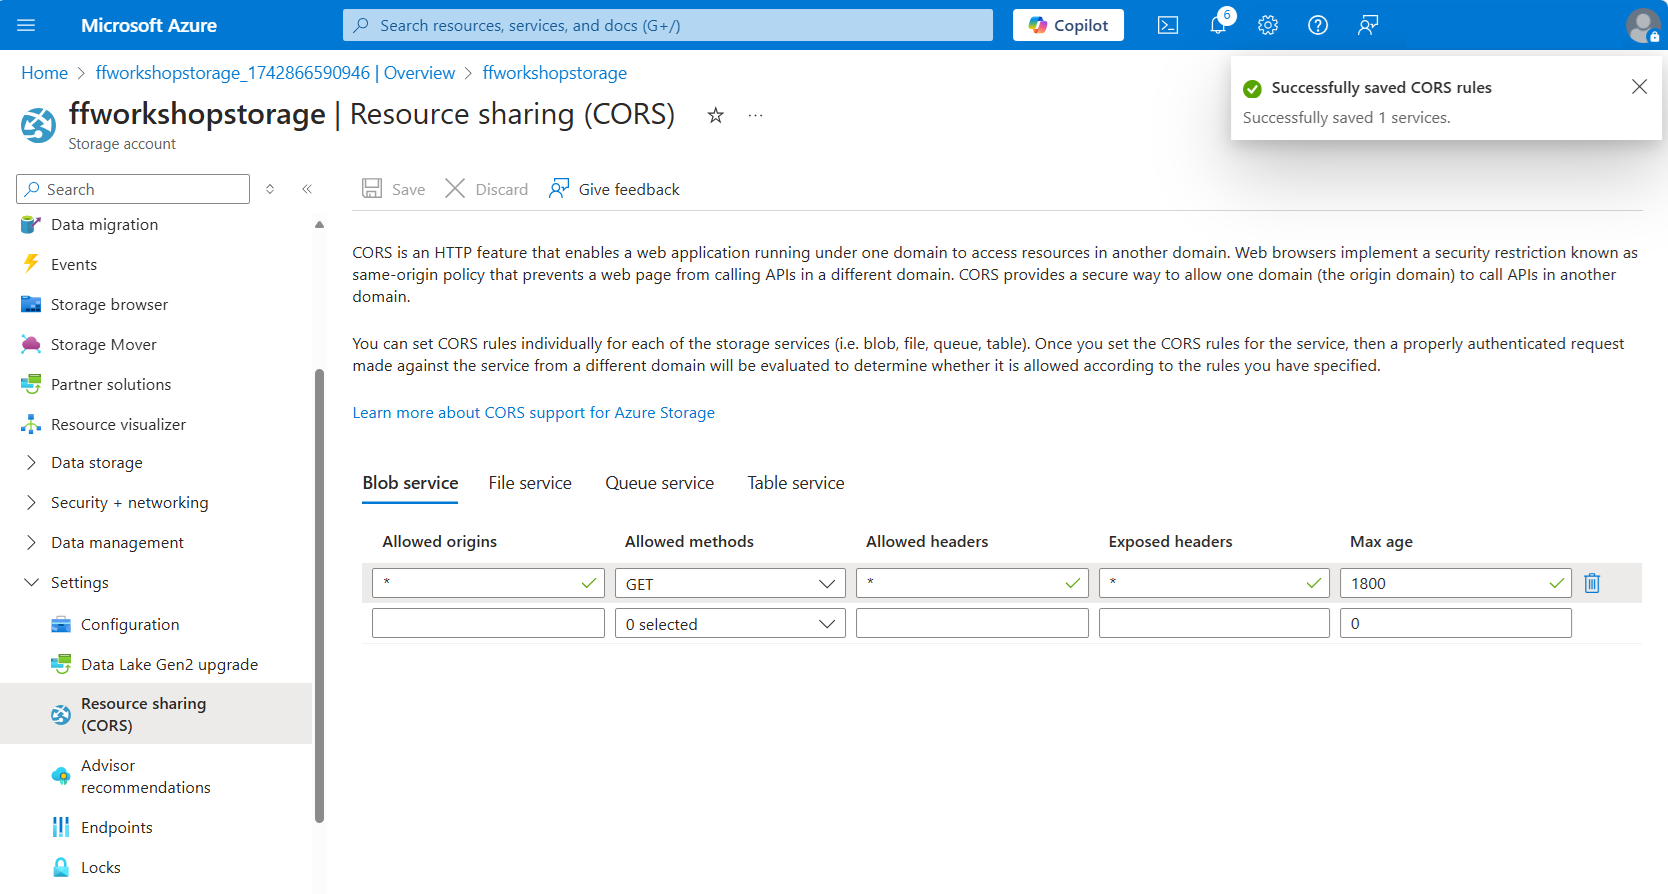 Microsoft Azure
Search resources, services, and docs (G+/)
Copilot
6
Home > ffworkshopstorage_1742866590946 | Overview > ffworkshopstorage
Successfully saved CORS rules
Successfully saved 1 services.
ffworkshopstorage | Resource sharing (CORS)
Storage account
Search
Save
Discard
Give feedback
Data migration
Events
Storage browser
Storage Mover
Partner solutions
Resource visualizer
Data storage
Security + networking
Data management
Settings
Configuration
Data Lake Gen2 upgrade
Resource sharing
(CORS)
Advisor
recommendations
Endpoints
Locks
CORS is an HTTP feature that enables a web application running under one domain to access resources in another domain. Web browsers implement a security restriction known as
same-origin policy that prevents a web page from calling APIs in a different domain. CORS provides a secure way to allow one domain (the origin domain) to call APIs in another
domain.
You can set CORS rules individually for each of the storage services (i.e. blob, file, queue, table). Once you set the CORS rules for the service, then a properly authenticated request
made against the service from a different domain will be evaluated to determine whether it is allowed according to the rules you have specified.
Learn more about CORS support for Azure Storage
Blob service File service Queue service Table service
Allowed origins Allowed methods Allowed headers Exposed headers Max age
* GET * * 1800
0 selected 0